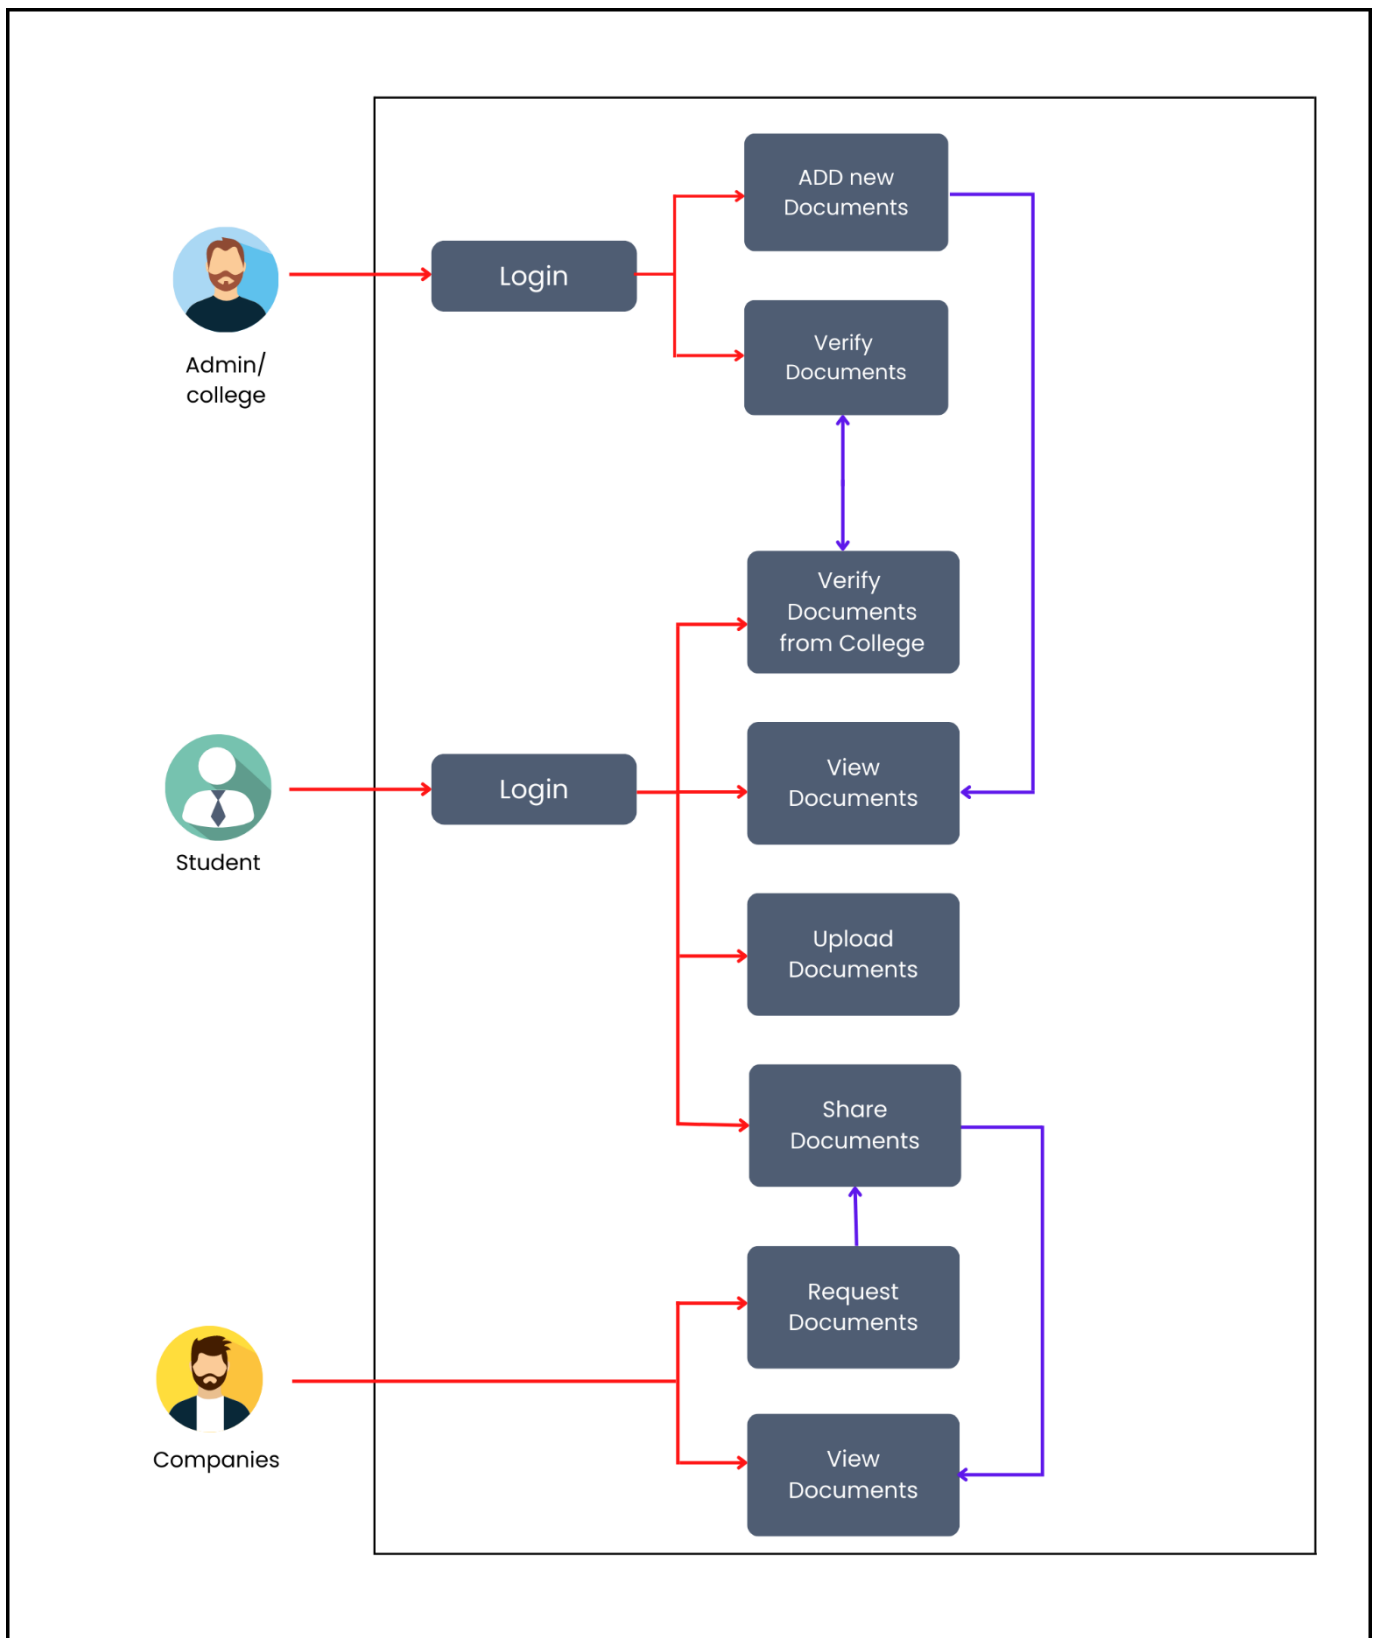 ADD new
Documents
Login
Verify
Documents
Admin/
college
Verify
Documents
from College
View
Documents
Login
Student
Upload
Documents
Share
Documents
Request
Documents
Companies
View
Documents